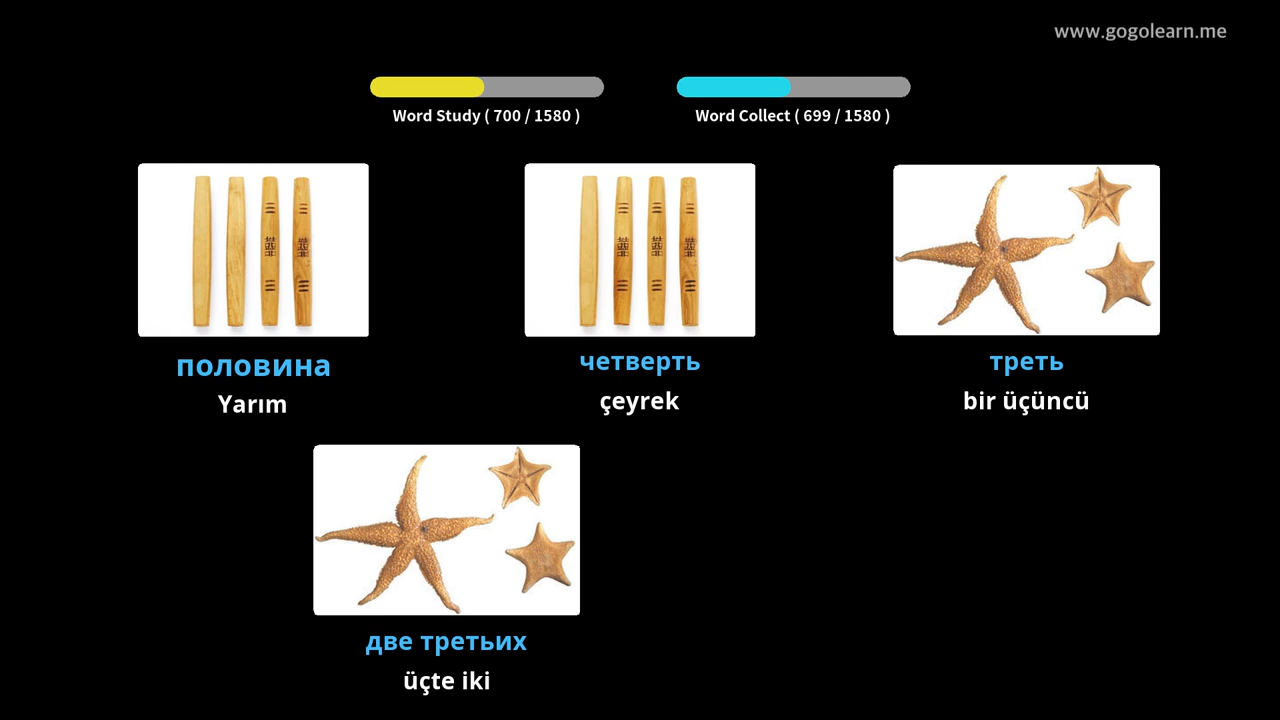 www.gogolearn.me
Word Study ( 700 / 1580 )
Word Collect ( 699 / 1580 )
половина
Yarım
четверть
çeyrek
треть
bir üçüncü
две третьих
üçte iki